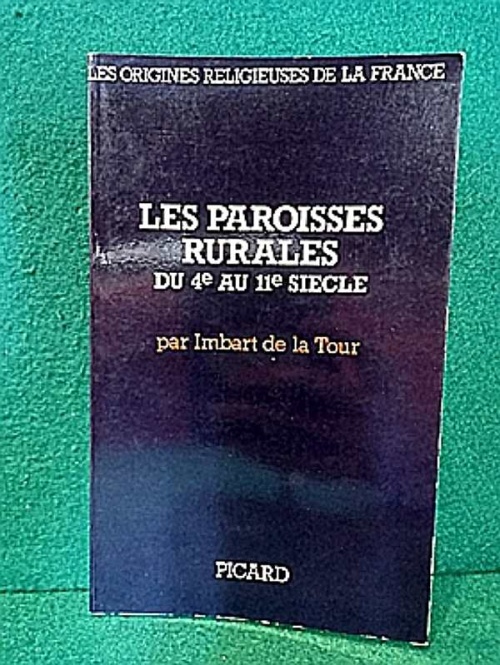 LES ORIGINES RELIGIEUSES DE LA FRANCE
LES PAROISSES
RURALES
DU 4e AU 11e SIECLE
par Imbart de la Tour
PICARD